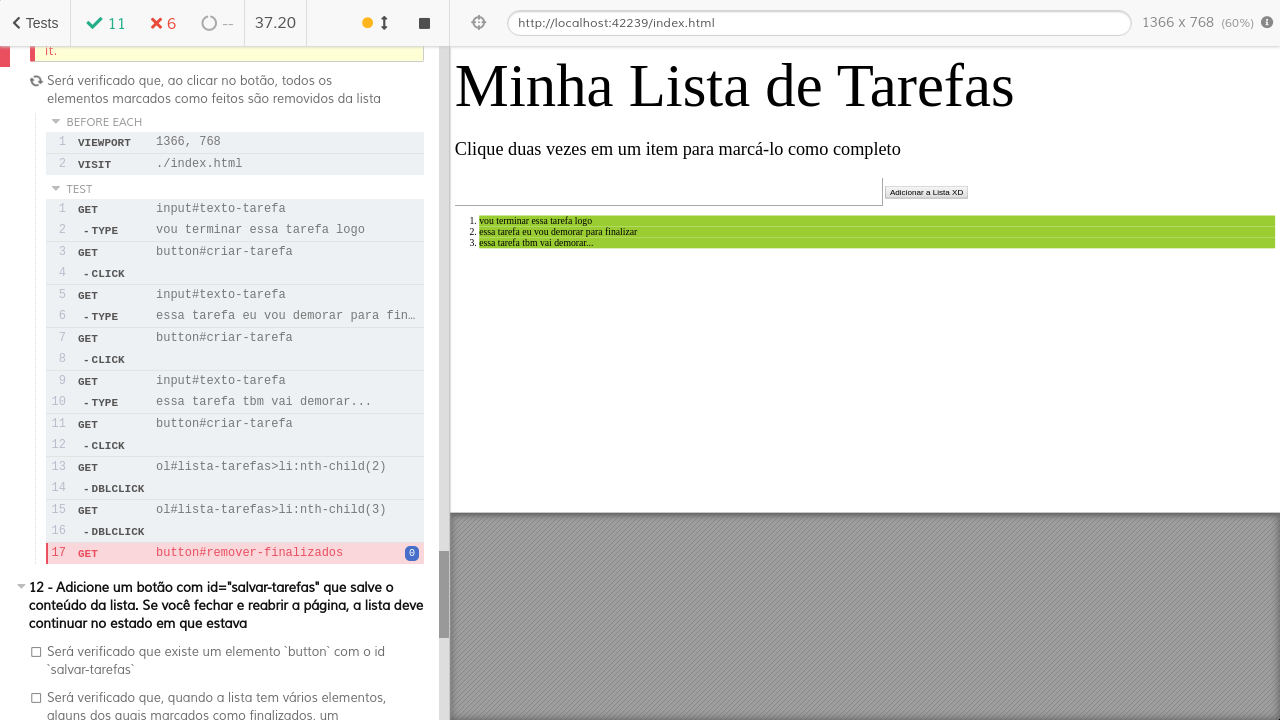 Tests
11
6
--
37.20
http://localhost:42239/index.html
1366 x 768 (60%)
it.
Será verificado que, ao clicar no botão, todos os
elementos marcados como feitos são removidos da lista
BEFORE EACH
1 VIEWPORT 1366, 768
2 VISIT ./index.html
TEST
1 GET input#texto-tarefa
2 - TYPE vou terminar essa tarefa logo
3 GET button#criar-tarefa
4 - CLICK
5 GET input#texto-tarefa
6 - TYPE essa tarefa eu vou demorar para fin…
7 GET button#criar-tarefa
8 - CLICK
9 GET input#texto-tarefa
10 - TYPE essa tarefa tbm vai demorar...
11 GET button#criar-tarefa
12 - CLICK
13 GET ol#lista-tarefas>li:nth-child(2)
14 - DBLCLICK
15 GET ol#lista-tarefas>li:nth-child(3)
16 - DBLCLICK
17 GET button#remover-finalizados 0
12 - Adicione um botão com id="salvar-tarefas" que salve o
conteúdo da lista. Se você fechar e reabrir a página, a lista deve
continuar no estado em que estava
Será verificado que existe um elemento `button` com o id
`salvar-tarefas`
Será verificado que, quando a lista tem vários elementos,
alguns dos quais marcados como finalizados, um
Minha Lista de Tarefas
Clique duas vezes em um item para marcá-lo como completo
Adicionar a Lista XD
1. vou terminar essa tarefa logo
2. essa tarefa eu vou demorar para finalizar
3. essa tarefa tbm vai demorar...